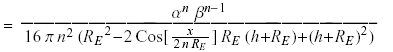 = α^n β^(n-1) / (16 π n^2 (R_E^2 - 2 Cos[x / (2 n R_E)] R_E (h+R_E) + (h+R_E)^2))